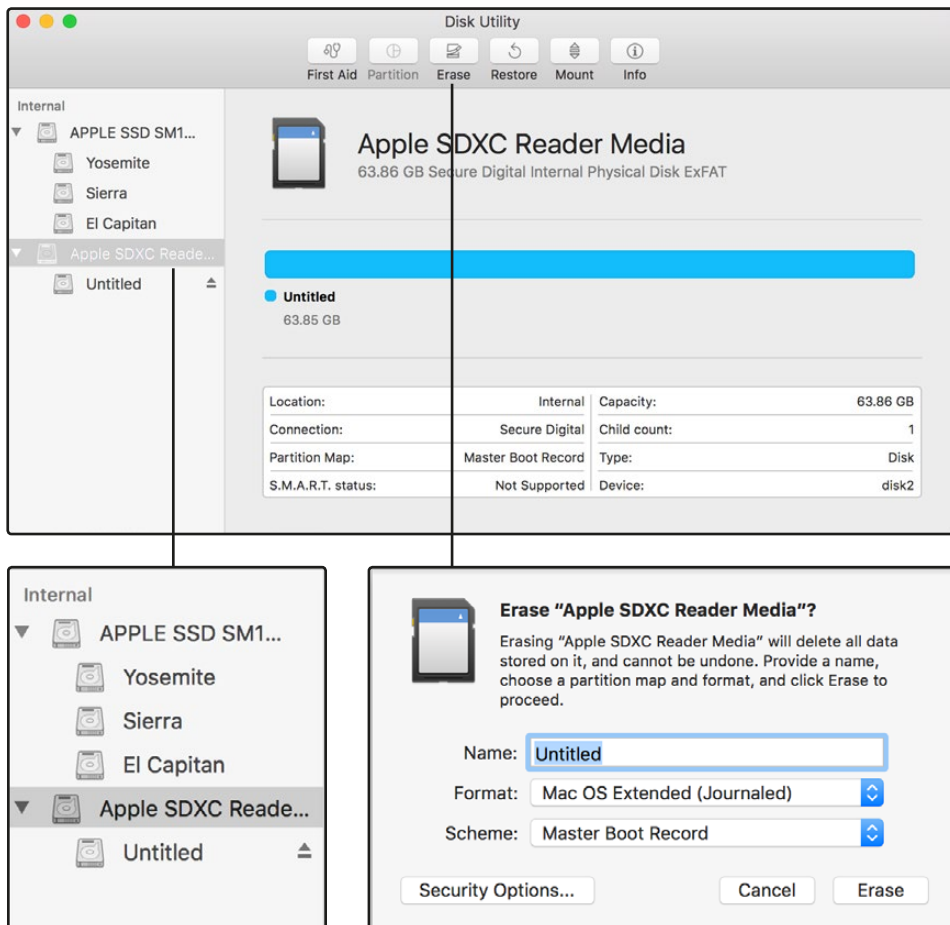 Disk Utility
First Aid Partition Erase Restore Mount Info
Internal
APPLE SSD SM1...
Yosemite
Sierra
El Capitan
Apple SDXC Reade...
Untitled
Apple SDXC Reader Media
63.86 GB Secure Digital Internal Physical Disk ExFAT
Untitled
63.85 GB
Location: Internal Capacity: 63.86 GB
Connection: Secure Digital Child count: 1
Partition Map: Master Boot Record Type: Disk
S.M.A.R.T. status: Not Supported Device: disk2
Internal
APPLE SSD SM1...
Yosemite
Sierra
El Capitan
Apple SDXC Reade...
Untitled
Erase “Apple SDXC Reader Media”?
Erasing “Apple SDXC Reader Media” will delete all data
stored on it, and cannot be undone. Provide a name,
choose a partition map and format, and click Erase to
proceed.
Name: Untitled
Format: Mac OS Extended (Journaled)
Scheme: Master Boot Record
Security Options... Cancel Erase